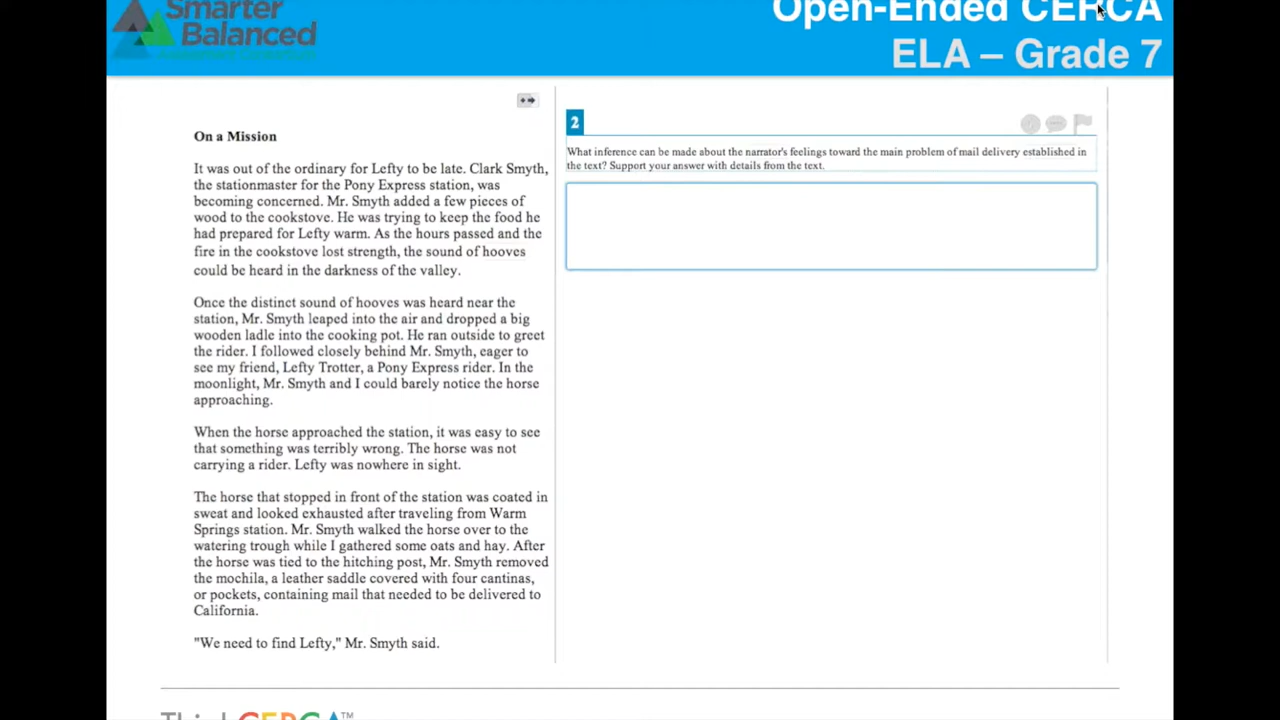 Smarter
Balanced
Open-Ended CERCA
ELA – Grade 7
On a Mission
It was out of the ordinary for Lefty to be late. Clark Smyth,
the stationmaster for the Pony Express station, was
becoming concerned. Mr. Smyth added a few pieces of
wood to the cookstove. He was trying to keep the food he
had prepared for Lefty warm. As the hours passed and the
fire in the cookstove lost strength, the sound of hooves
could be heard in the darkness of the valley.
Once the distinct sound of hooves was heard near the
station, Mr. Smyth leaped into the air and dropped a big
wooden ladle into the cooking pot. He ran outside to greet
the rider. I followed closely behind Mr. Smyth, eager to
see my friend, Lefty Trotter, a Pony Express rider. In the
moonlight, Mr. Smyth and I could barely notice the horse
approaching.
When the horse approached the station, it was easy to see
that something was terribly wrong. The horse was not
carrying a rider. Lefty was nowhere in sight.
The horse that stopped in front of the station was coated in
sweat and looked exhausted after traveling from Warm
Springs station. Mr. Smyth walked the horse over to the
watering trough while I gathered some oats and hay. After
the horse was tied to the hitching post, Mr. Smyth removed
the mochila, a leather saddle covered with four cantinas,
or pockets, containing mail that needed to be delivered to
California.
"We need to find Lefty," Mr. Smyth said.
2
What inference can be made about the narrator's feelings toward the main problem of mail delivery established in
the text? Support your answer with details from the text.
ThinkCERCA™